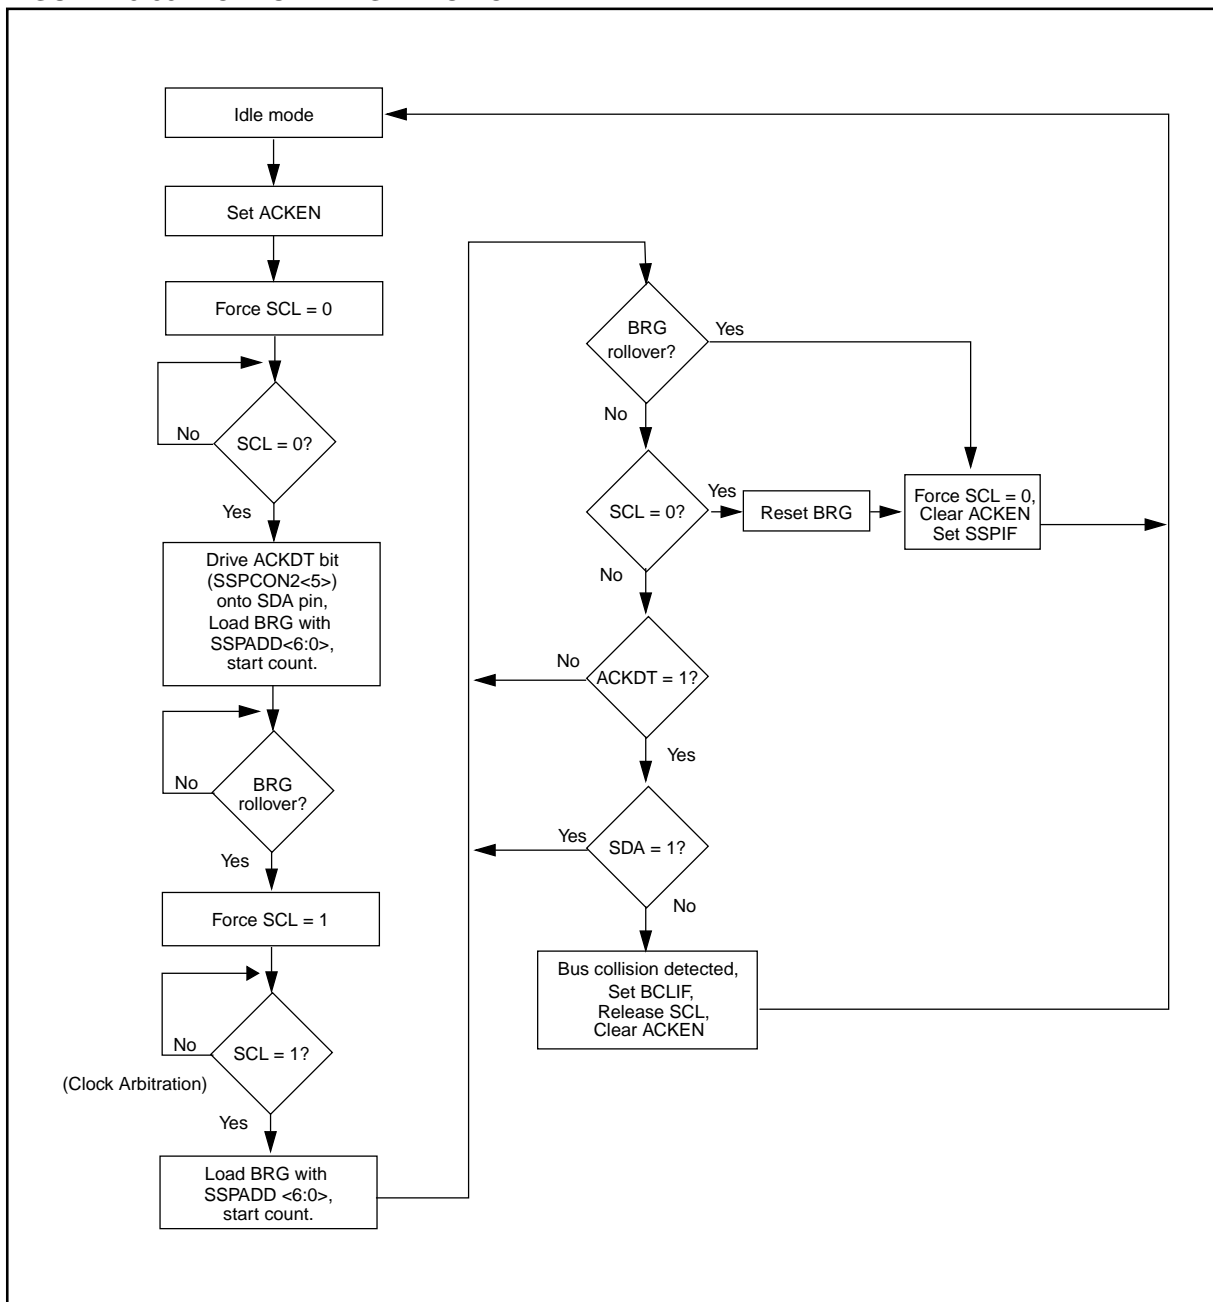 Idle mode
Set ACKEN
Force SCL = 0
No
SCL = 0?
Yes
Drive ACKDT bit
(SSPCON2<5>)
onto SDA pin,
Load BRG with
SSPADD<6:0>,
start count.
No
BRG
rollover?
Yes
Force SCL = 1
No
SCL = 1?
(Clock Arbitration)
Yes
Load BRG with
SSPADD <6:0>,
start count.
BRG
rollover?
Yes
No
SCL = 0?
Yes
Reset BRG
Force SCL = 0,
Clear ACKEN
Set SSPIF
No
No
ACKDT = 1?
Yes
Yes
SDA = 1?
No
Bus collision detected,
Set BCLIF,
Release SCL,
Clear ACKEN